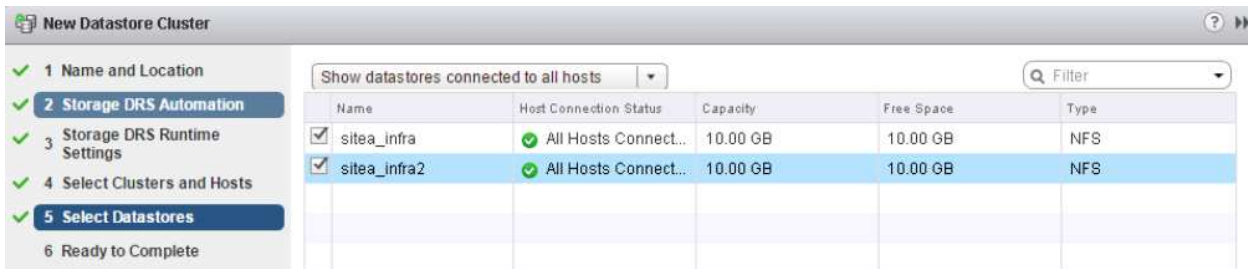 New Datastore Cluster
?
1 Name and Location
2 Storage DRS Automation
3 Storage DRS Runtime
Settings
4 Select Clusters and Hosts
5 Select Datastores
6 Ready to Complete
Show datastores connected to all hosts
Filter
Name Host Connection Status Capacity Free Space Type
sitea_infra All Hosts Connect... 10.00 GB 10.00 GB NFS
sitea_infra2 All Hosts Connect... 10.00 GB 10.00 GB NFS